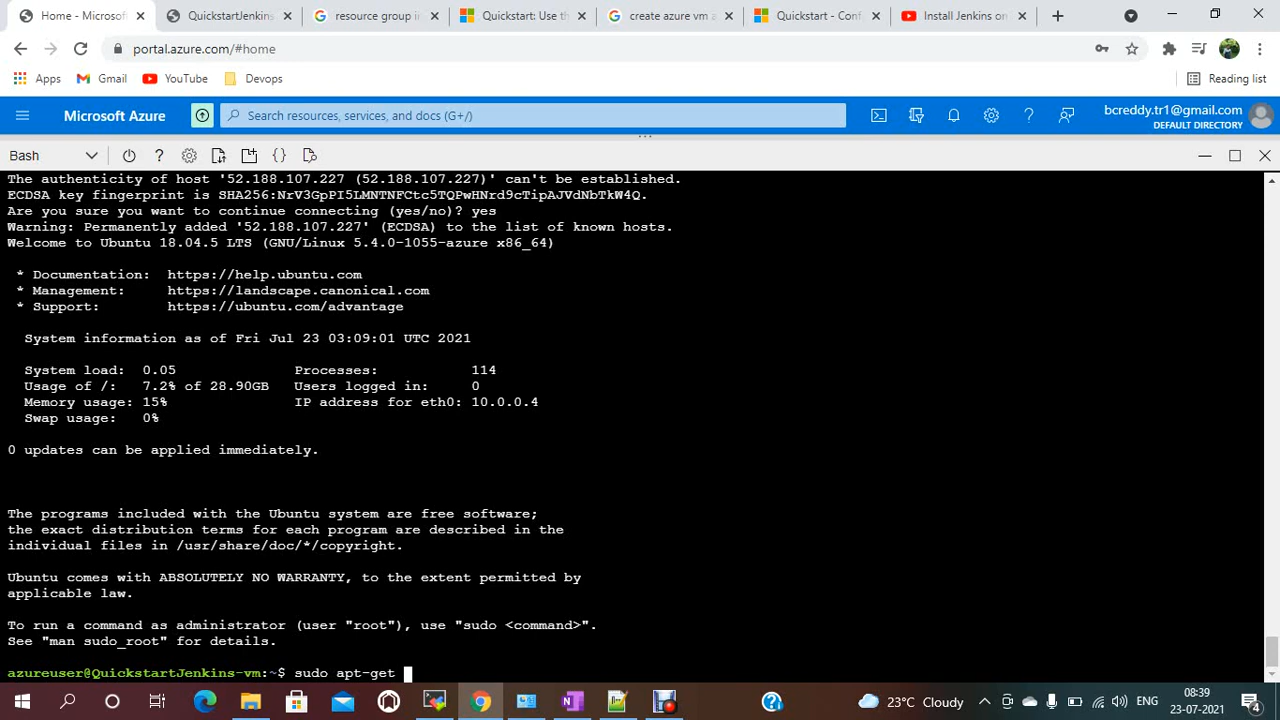 Home - Microsof
QuickstartJenkins
resource group in
Quickstart: Use th
create azure vm a
Quickstart - Conf
Install Jenkins on
portal.azure.com/#home
Apps
Gmail
YouTube
Devops
Reading list
Microsoft Azure
Search resources, services, and docs (G+/)
bcreddy.tr1@gmail.com
DEFAULT DIRECTORY
Bash
The authenticity of host '52.188.107.227 (52.188.107.227)' can't be established.
ECDSA key fingerprint is SHA256:NrV3GpPI5LMNTNFCtc5TQPwHNrd9cTipAJVdNbTkW4Q.
Are you sure you want to continue connecting (yes/no)? yes
Warning: Permanently added '52.188.107.227' (ECDSA) to the list of known hosts.
Welcome to Ubuntu 18.04.5 LTS (GNU/Linux 5.4.0-1055-azure x86_64)
* Documentation: https://help.ubuntu.com
* Management: https://landscape.canonical.com
* Support: https://ubuntu.com/advantage
System information as of Fri Jul 23 03:09:01 UTC 2021
System load: 0.05 Processes: 114
Usage of /: 7.2% of 28.90GB Users logged in: 0
Memory usage: 15% IP address for eth0: 10.0.0.4
Swap usage: 0%
0 updates can be applied immediately.
The programs included with the Ubuntu system are free software;
the exact distribution terms for each program are described in the
individual files in /usr/share/doc/*/copyright.
Ubuntu comes with ABSOLUTELY NO WARRANTY, to the extent permitted by
applicable law.
To run a command as administrator (user "root"), use "sudo <command>".
See "man sudo_root" for details.
azureuser@QuickstartJenkins-vm:~$ sudo apt-get
23°C Cloudy
ENG
08:39
23-07-2021
4